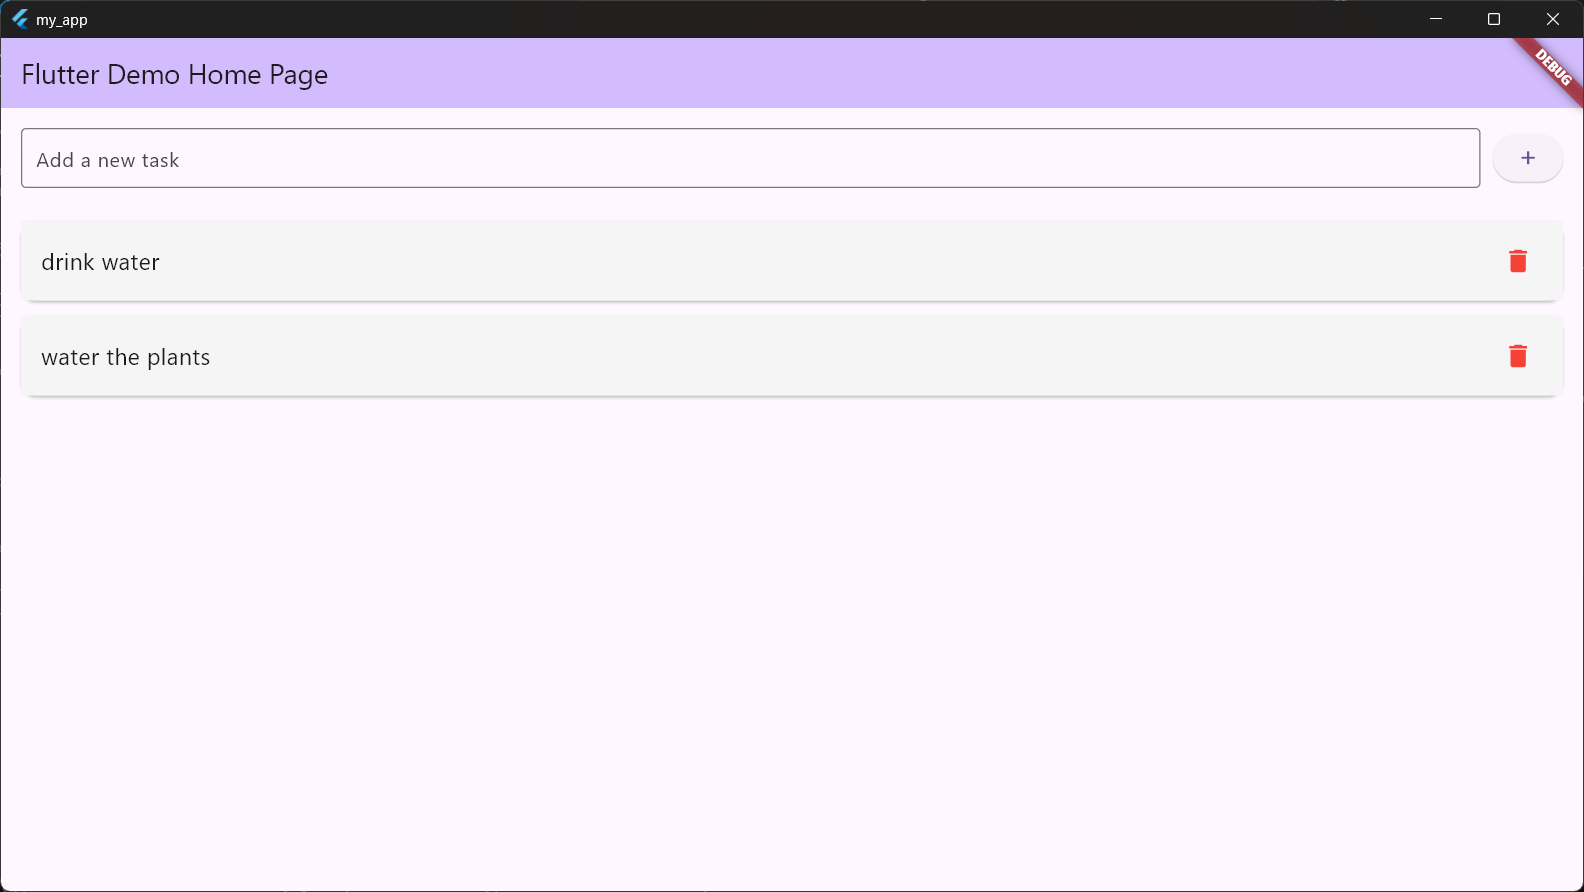 my_app
Flutter Demo Home Page
DEBUG
Add a new task
+
drink water
water the plants